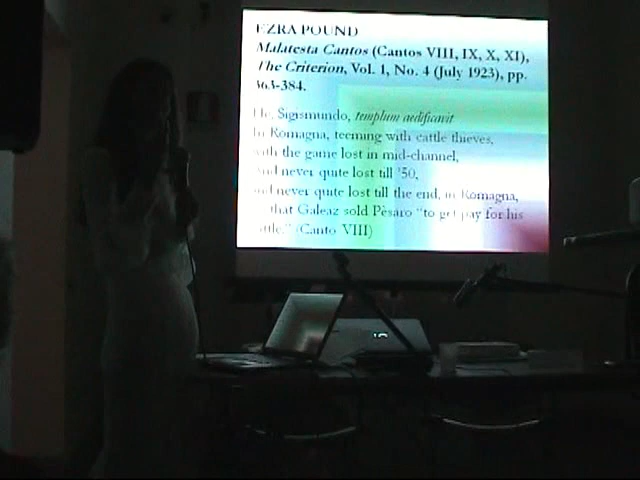 EZRA POUND
Malatesta Cantos (Cantos VIII, IX, X, XI),
The Criterion, Vol. 1, No. 4 (July 1923), pp.
363-384.
He, Sigismundo, templum aedificavit
In Romagna, teeming with cattle thieves,
with the game lost in mid-channel,
and never quite lost till '50,
and never quite lost till the end, in Romagna,
that Galeaz sold Pèsaro "to get pay for his
cattle." (Canto VIII)
hp